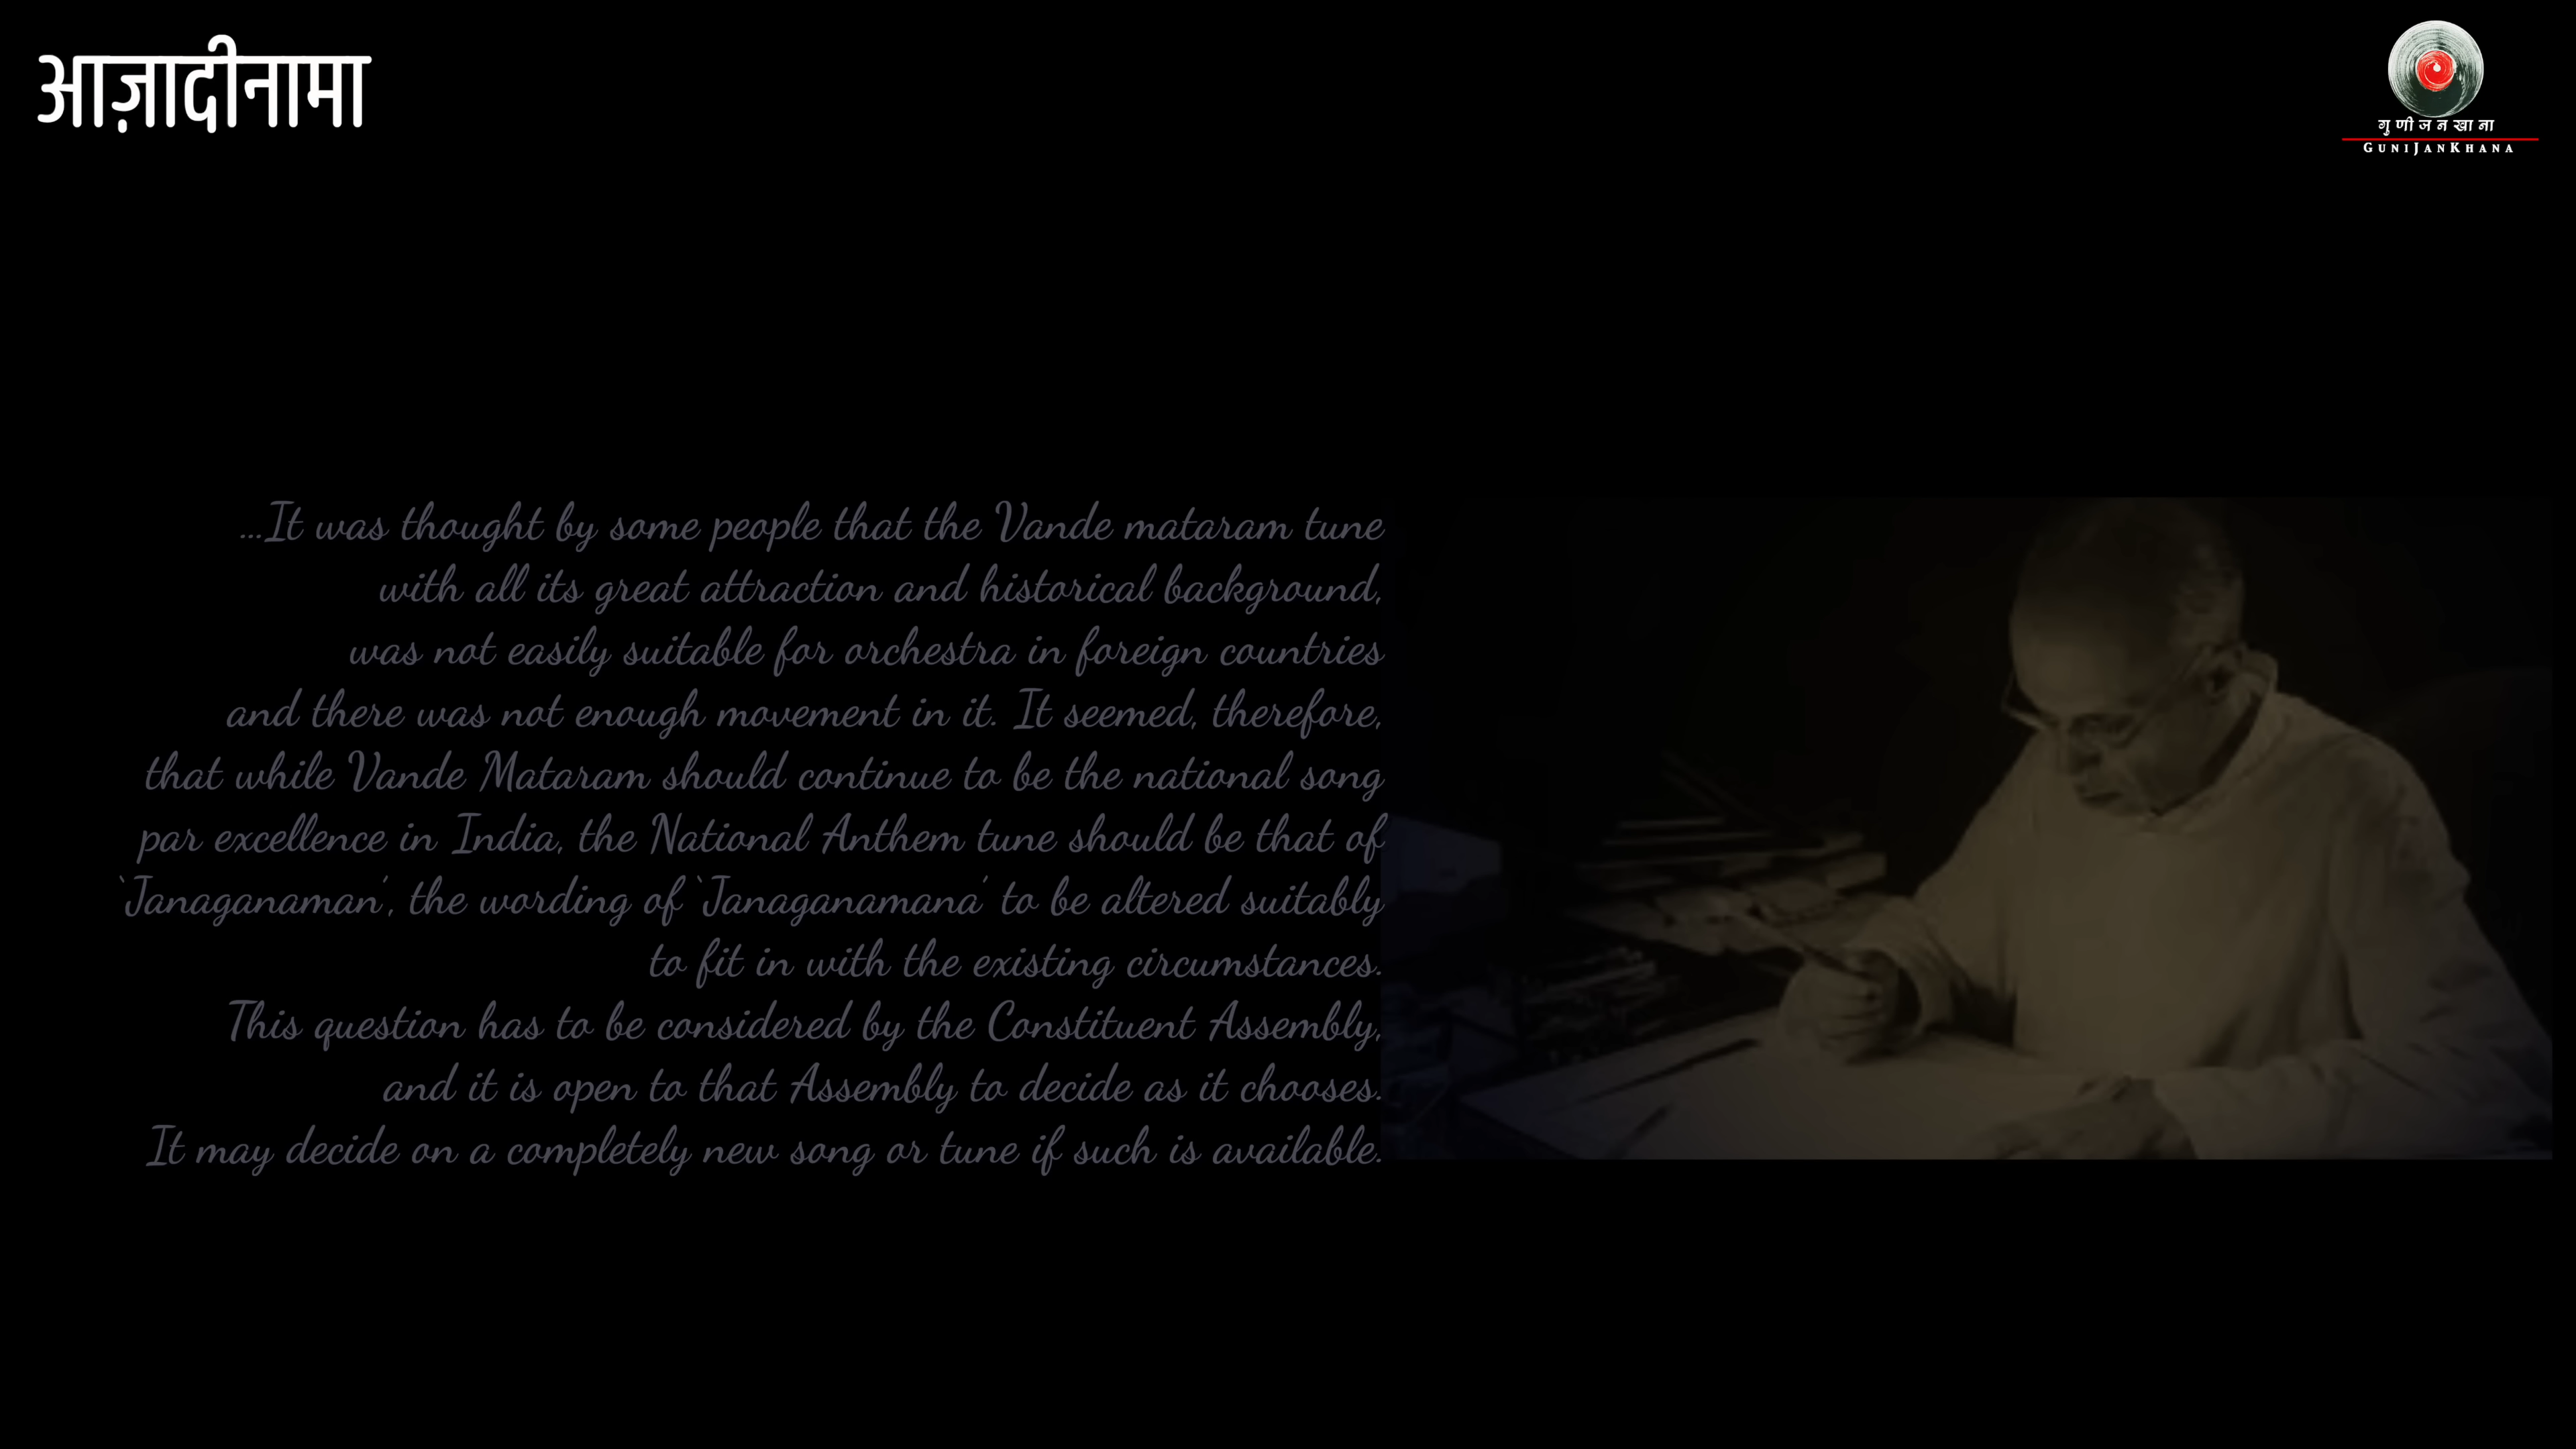 आज़ादीनामा
गुणीजनखाना
GUNIJANKHANA
...It was thought by some people that the Vande mataram tune
with all its great attraction and historical background,
was not easily suitable for orchestra in foreign countries
and there was not enough movement in it. It seemed, therefore,
that while Vande Mataram should continue to be the national song
par excellence in India, the National Anthem tune should be that of
`Janaganaman', the wording of `Janaganamana' to be altered suitably
to fit in with the existing circumstances.
This question has to be considered by the Constituent Assembly,
and it is open to that Assembly to decide as it chooses.
It may decide on a completely new song or tune if such is available.